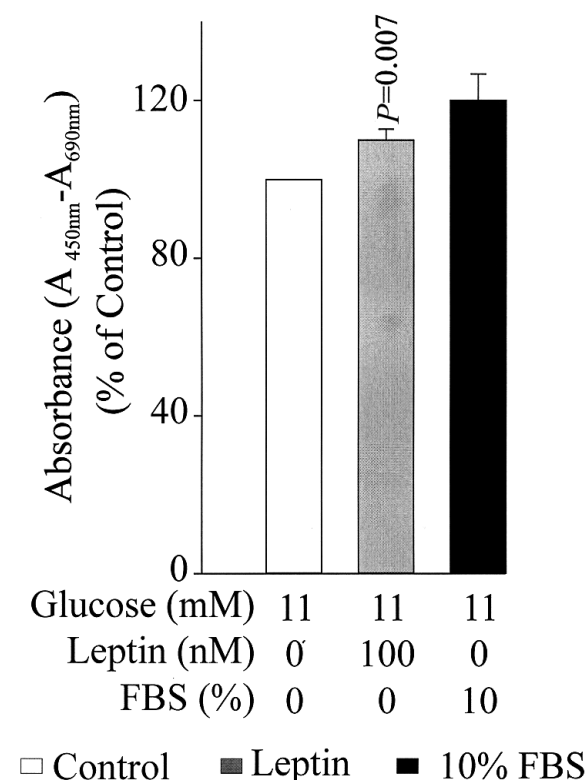 Absorbance (A 450nm-A690nm)
(% of Control)
120
80
40
0
P=0.007
Glucose (mM) 11 11 11
Leptin (nM) 0 100 0
FBS (%) 0 0 10
Control Leptin 10% FBS